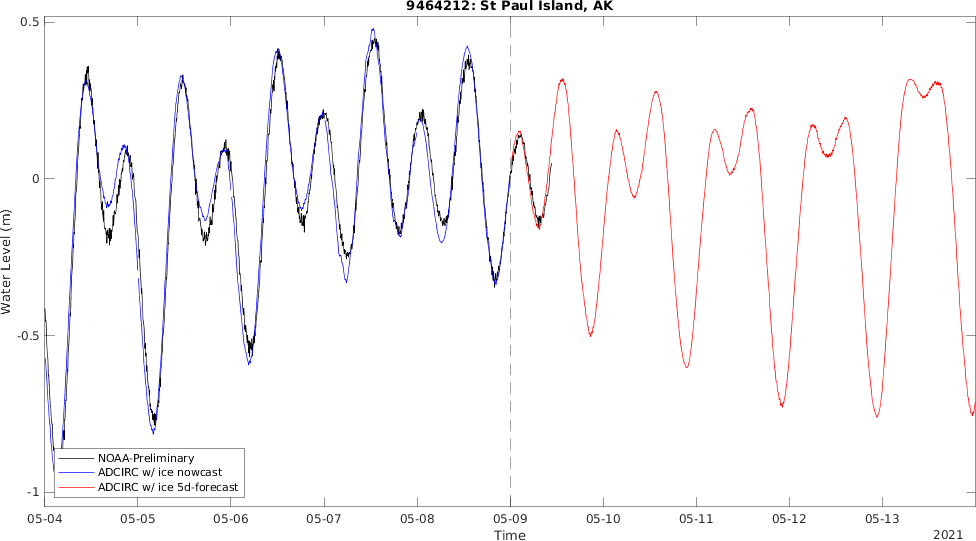 9464212: St Paul Island, AK
Water Level (m)
0.5
0
-0.5
-1
NOAA-Preliminary
ADCIRC w/ ice nowcast
ADCIRC w/ ice 5d-forecast
05-04 05-05 05-06 05-07 05-08 05-09 05-10 05-11 05-12 05-13
Time
2021